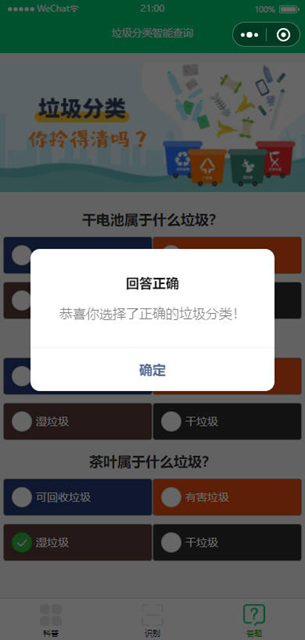 WeChat
21:00
100%
垃圾分类智能查询
垃圾分类
你拎得清吗？
干电池属于什么垃圾?
回答正确
恭喜你选择了正确的垃圾分类!
确定
湿垃圾
干垃圾
茶叶属于什么垃圾?
可回收垃圾
有害垃圾
湿垃圾
干垃圾
科普
识别
答题